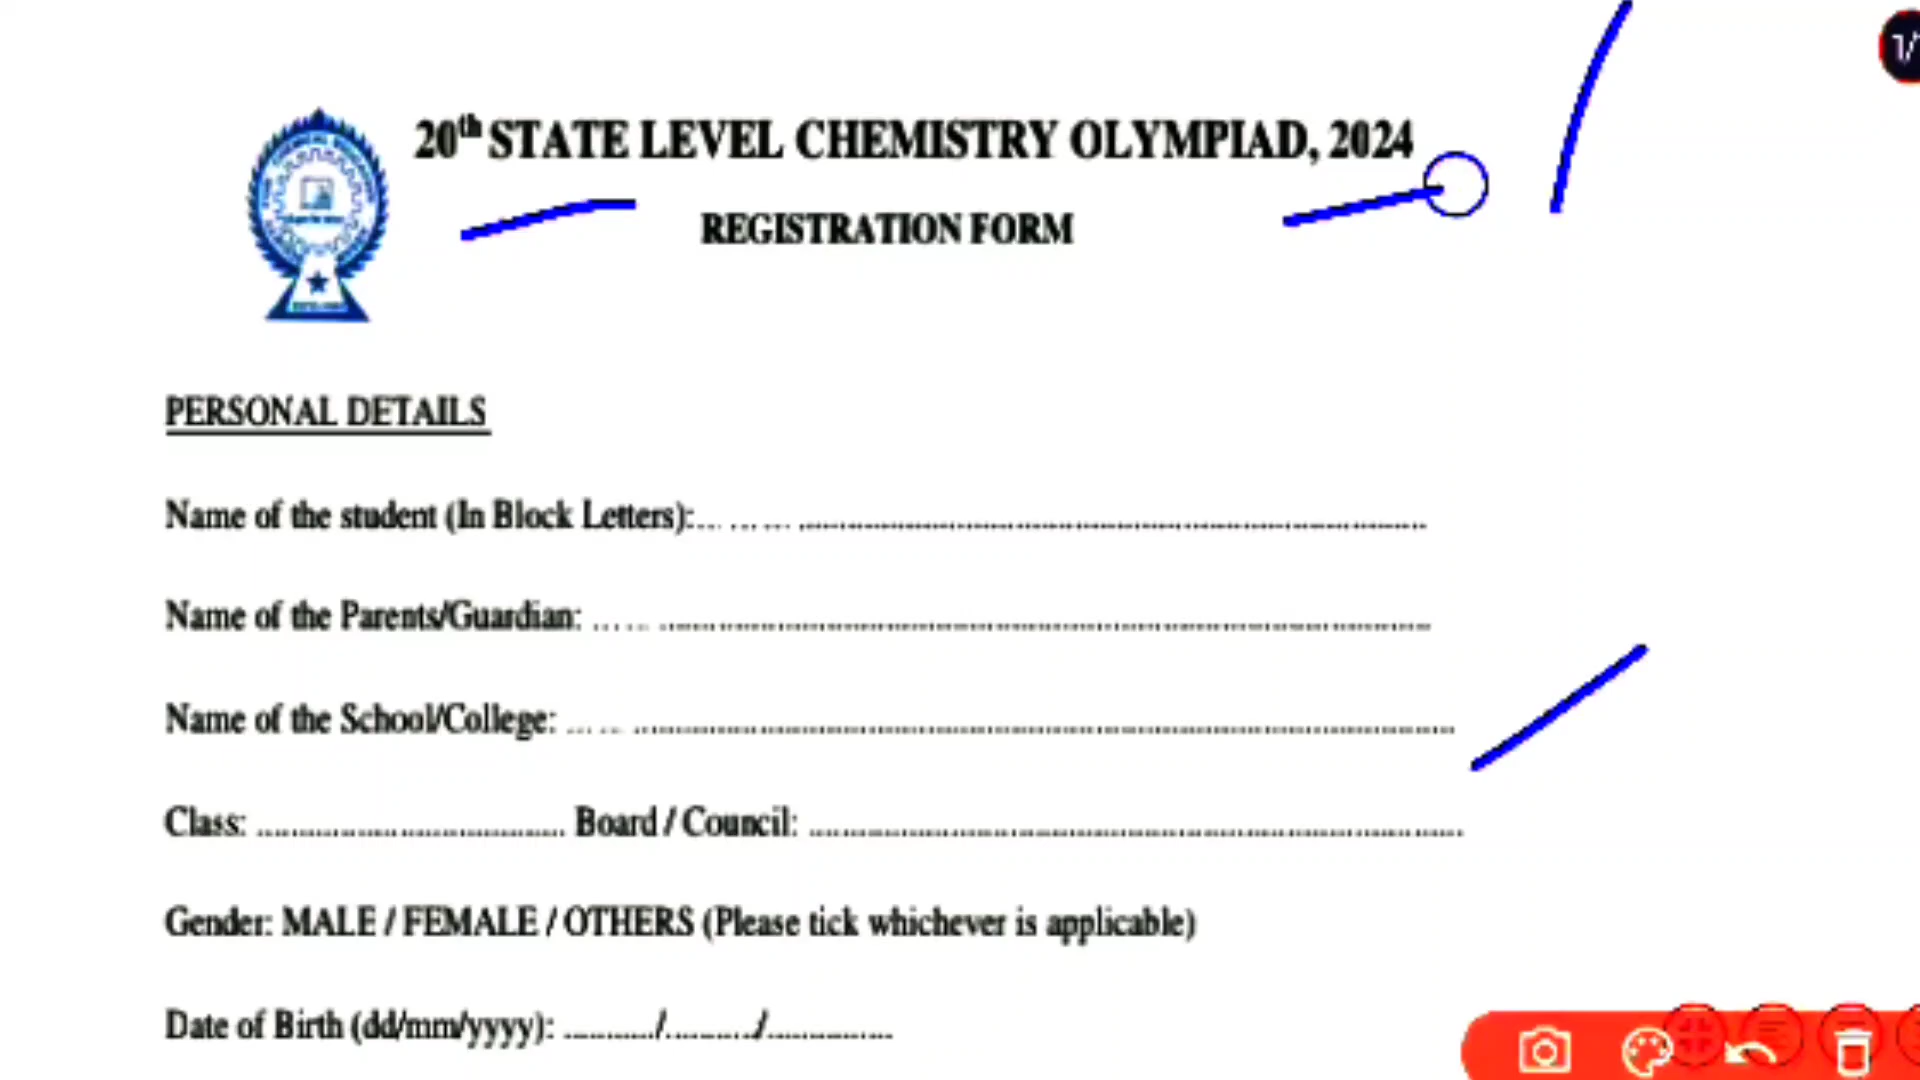 1/
20th STATE LEVEL CHEMISTRY OLYMPIAD, 2024
REGISTRATION FORM
PERSONAL DETAILS
Name of the student (In Block Letters):... ... ... ..........................................................................
Name of the Parents/Guardian: ... ... ..........................................................................
Name of the School/College: ... ... ..........................................................................
Class: ..................................... Board / Council: ..........................................................................
Gender: MALE / FEMALE / OTHERS (Please tick whichever is applicable)
Date of Birth (dd/mm/yyyy): .........../.........../...............